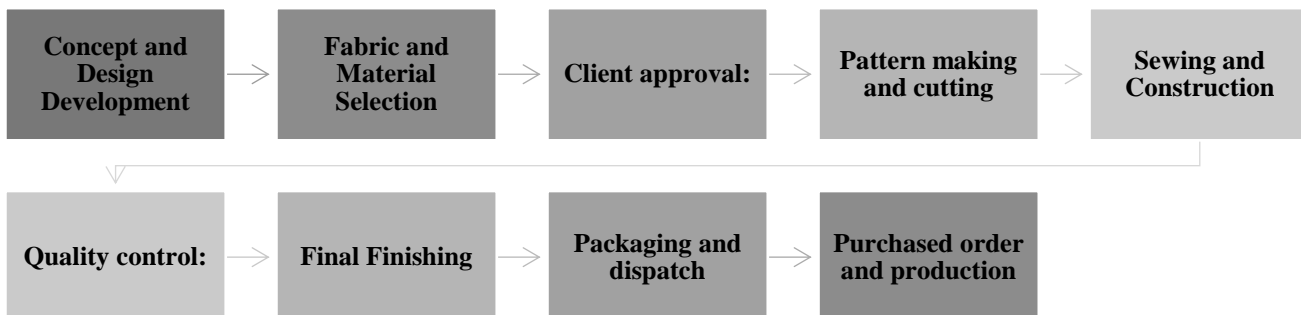 Concept and
Design
Development
Fabric and
Material
Selection
Client approval:
Pattern making
and cutting
Sewing and
Construction
Quality control:
Final Finishing
Packaging and
dispatch
Purchased order
and production